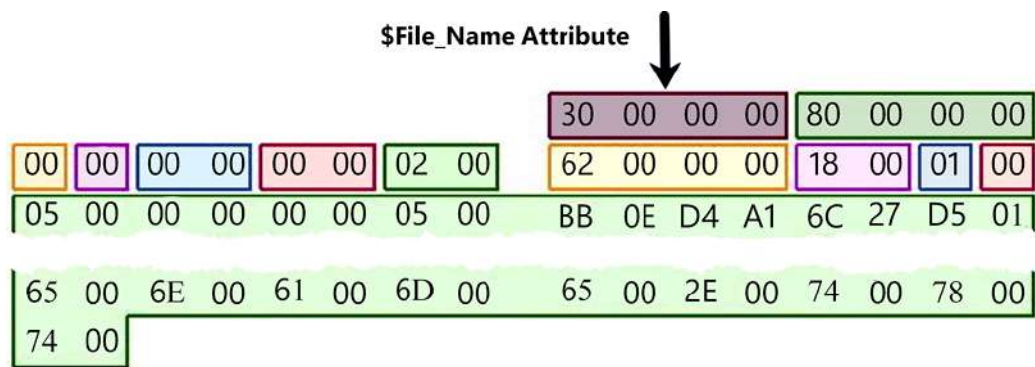 $File_Name Attribute
30 00 00 00 80 00 00 00
00 00 00 00 00 00 02 00 62 00 00 00 18 00 01 00
05 00 00 00 00 00 05 00 BB 0E D4 A1 6C 27 D5 01
65 00 6E 00 61 00 6D 00 65 00 2E 00 74 00 78 00
74 00